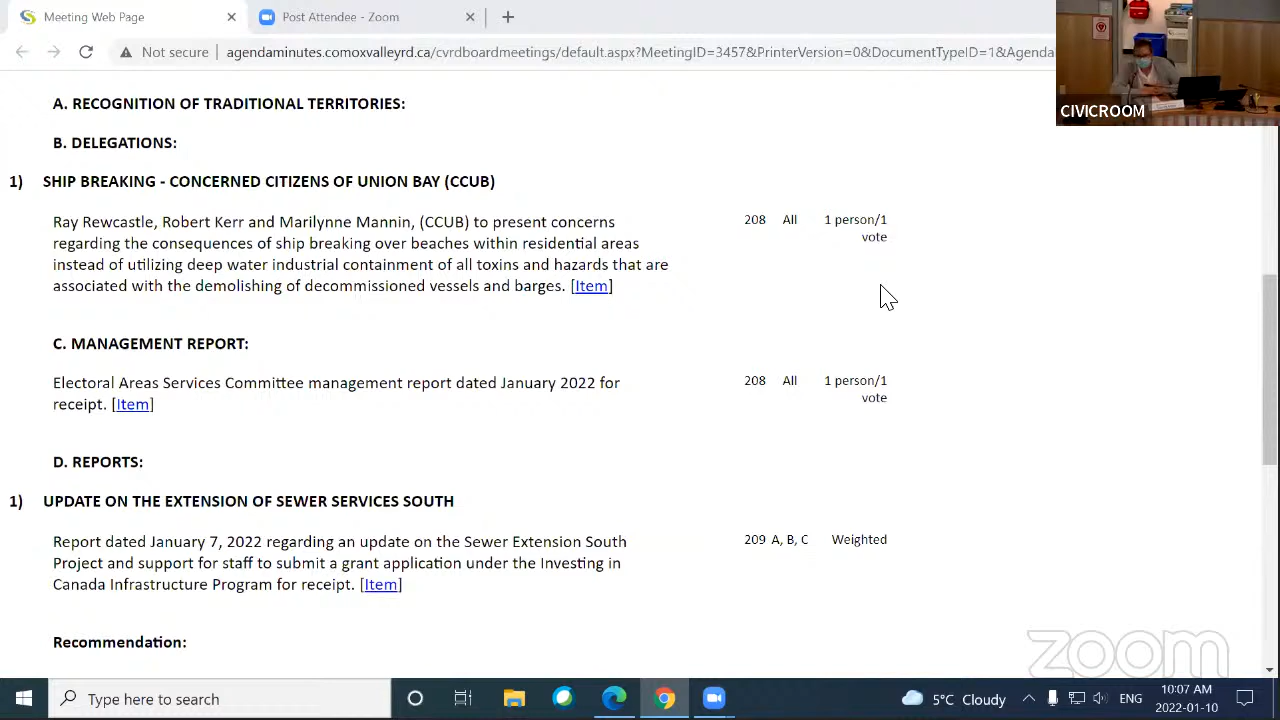 Meeting Web Page
Post Attendee - Zoom
Not secure
agendaminutes.comoxvalleyrd.ca/cvrdboardmeetings/default.aspx?MeetingID=3457&PrinterVersion=0&DocumentTypeID=1&Agenda
CIVICROOM
A. RECOGNITION OF TRADITIONAL TERRITORIES:
B. DELEGATIONS:
1) SHIP BREAKING - CONCERNED CITIZENS OF UNION BAY (CCUB)
Ray Rewcastle, Robert Kerr and Marilynne Mannin, (CCUB) to present concerns 208 All 1 person/1
regarding the consequences of ship breaking over beaches within residential areas vote
instead of utilizing deep water industrial containment of all toxins and hazards that are
associated with the demolishing of decommissioned vessels and barges. [Item]
C. MANAGEMENT REPORT:
Electoral Areas Services Committee management report dated January 2022 for 208 All 1 person/1
receipt. [Item] vote
D. REPORTS:
1) UPDATE ON THE EXTENSION OF SEWER SERVICES SOUTH
Report dated January 7, 2022 regarding an update on the Sewer Extension South 209 A, B, C Weighted
Project and support for staff to submit a grant application under the Investing in
Canada Infrastructure Program for receipt. [Item]
Recommendation:
zoom
Type here to search
5°C Cloudy
ENG
10:07 AM
2022-01-10